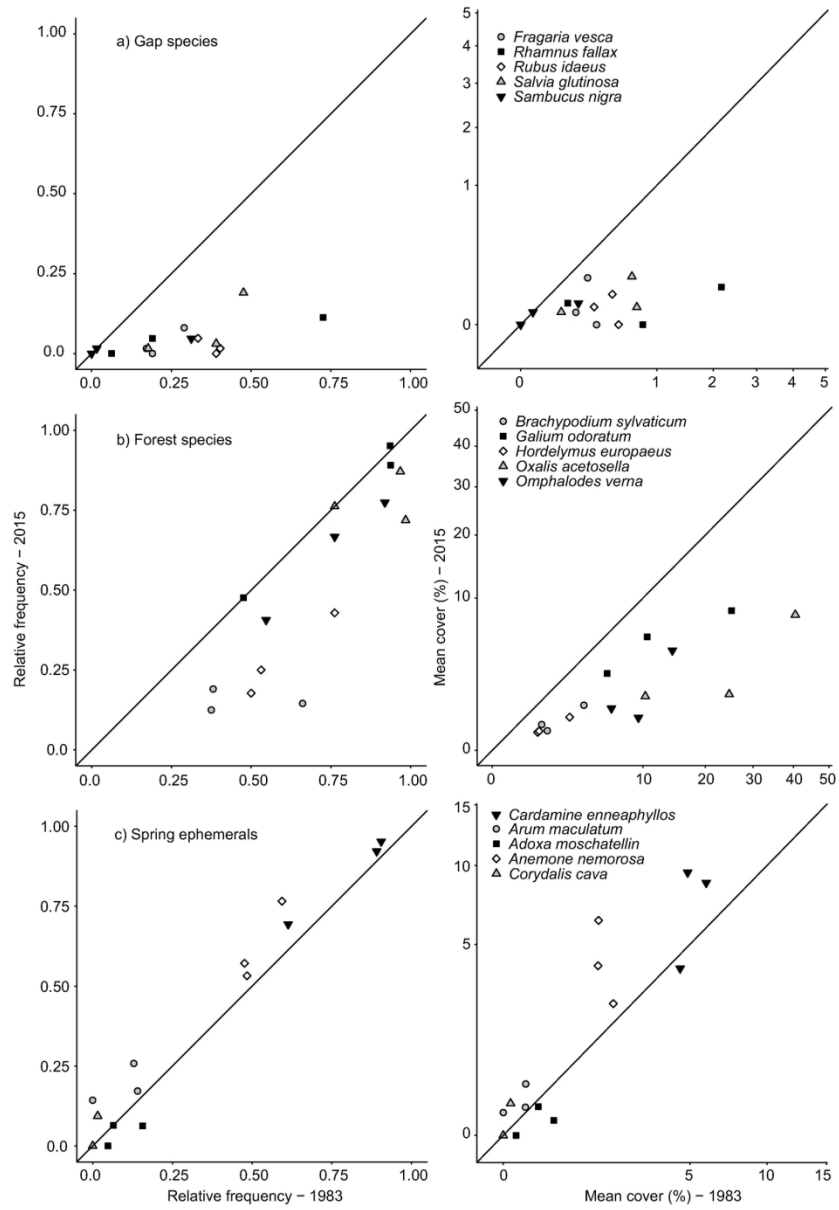 a) Gap species
1.00
0.75
0.50
0.25
0.0
0.0
0.25
0.50
0.75
1.00
Fragaria vesca
Rhamnus fallax
Rubus idaeus
Salvia glutinosa
Sambucus nigra
5
4
3
2
1
0
0
1
2
3
4
5
b) Forest species
1.00
0.75
0.50
0.25
0.0
0.0
0.25
0.50
0.75
1.00
Relative frequency – 2015
Brachypodium sylvaticum
Galium odoratum
Hordelymus europaeus
Oxalis acetosella
Omphalodes verna
50
40
30
20
10
0
0
10
20
30
40
50
Mean cover (%) – 2015
c) Spring ephemerals
1.00
0.75
0.50
0.25
0.0
0.0
0.25
0.50
0.75
1.00
Relative frequency – 1983
Cardamine enneaphyllos
Arum maculatum
Adoxa moschatellin
Anemone nemorosa
Corydalis cava
15
10
5
0
0
5
10
15
Mean cover (%) – 1983